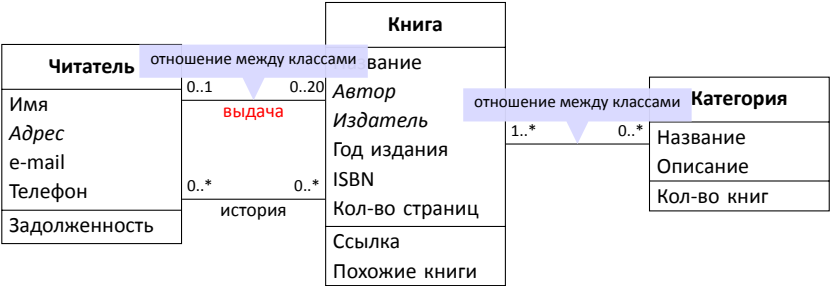 Читатель
Имя
Адрес
e-mail
Телефон
Задолженность
отношение между классами
0..1
0..20
выдача
0..*
0..*
история
Книга
Автор
Издатель
Год издания
ISBN
Кол-во страниц
Ссылка
Похожие книги
отношение между классами
1..*
0..*
Категория
Название
Описание
Кол-во книг